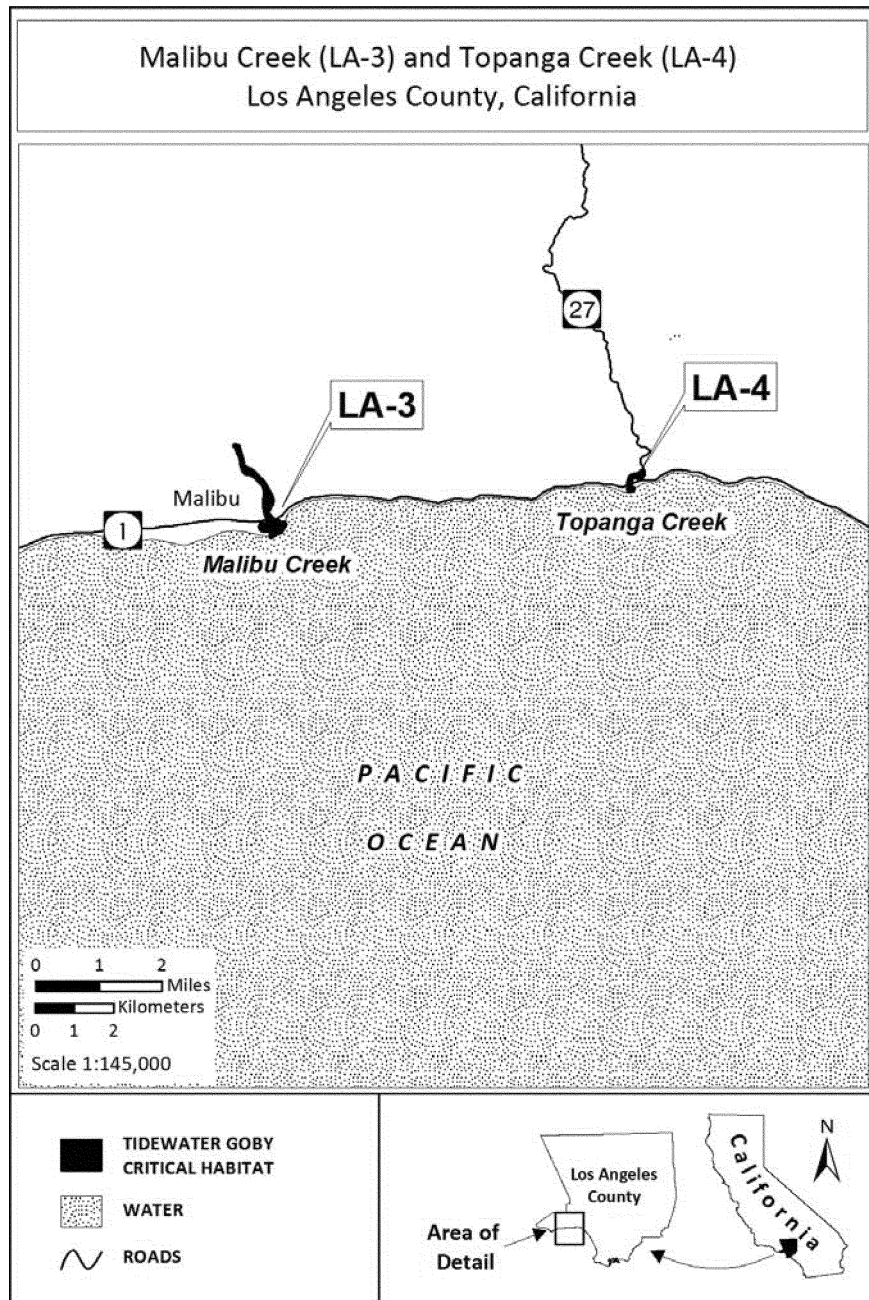 Malibu Creek (LA-3) and Topanga Creek (LA-4)
Los Angeles County, California
27
LA-3
LA-4
Malibu
1
Topanga Creek
Malibu Creek
PACIFIC
OCEAN
0 1 2
Miles
Kilometers
0 1 2
Scale 1:145,000
TIDEWATER GOBY
CRITICAL HABITAT
WATER
ROADS
Los Angeles
County
Area of
Detail
California
N